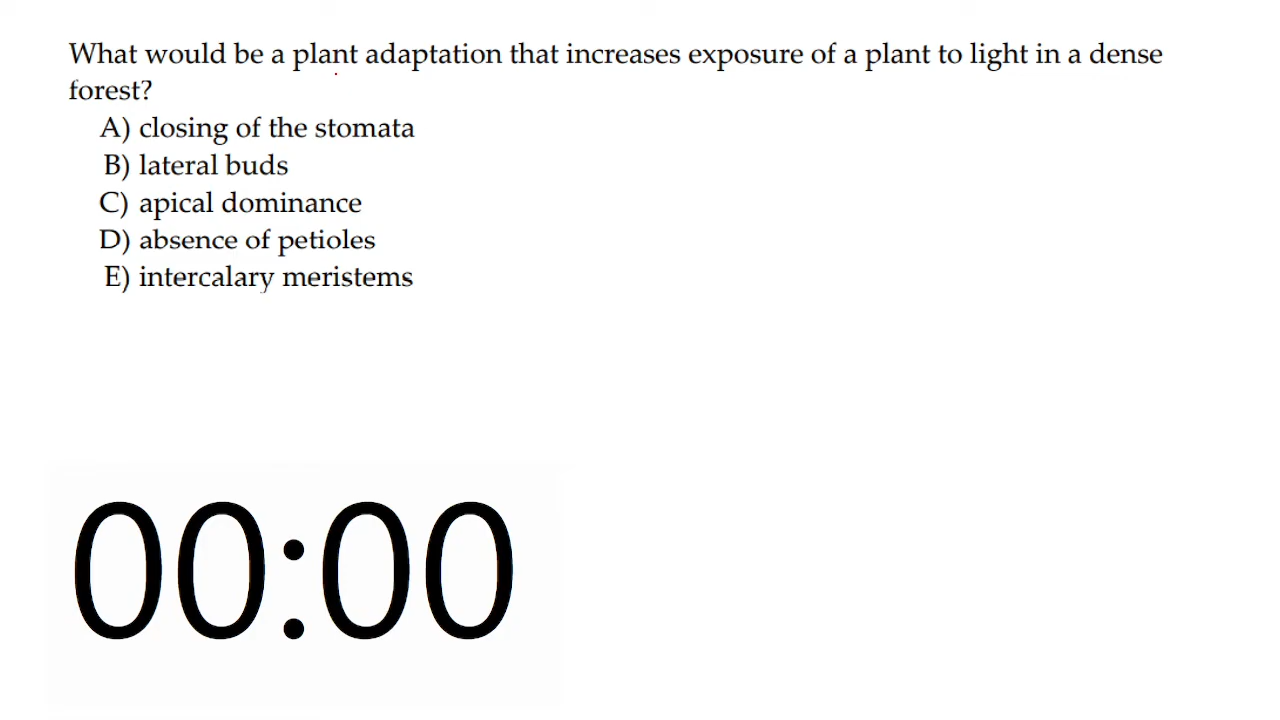 What would be a plant adaptation that increases exposure of a plant to light in a dense
forest?
A) closing of the stomata
B) lateral buds
C) apical dominance
D) absence of petioles
E) intercalary meristems
00:00